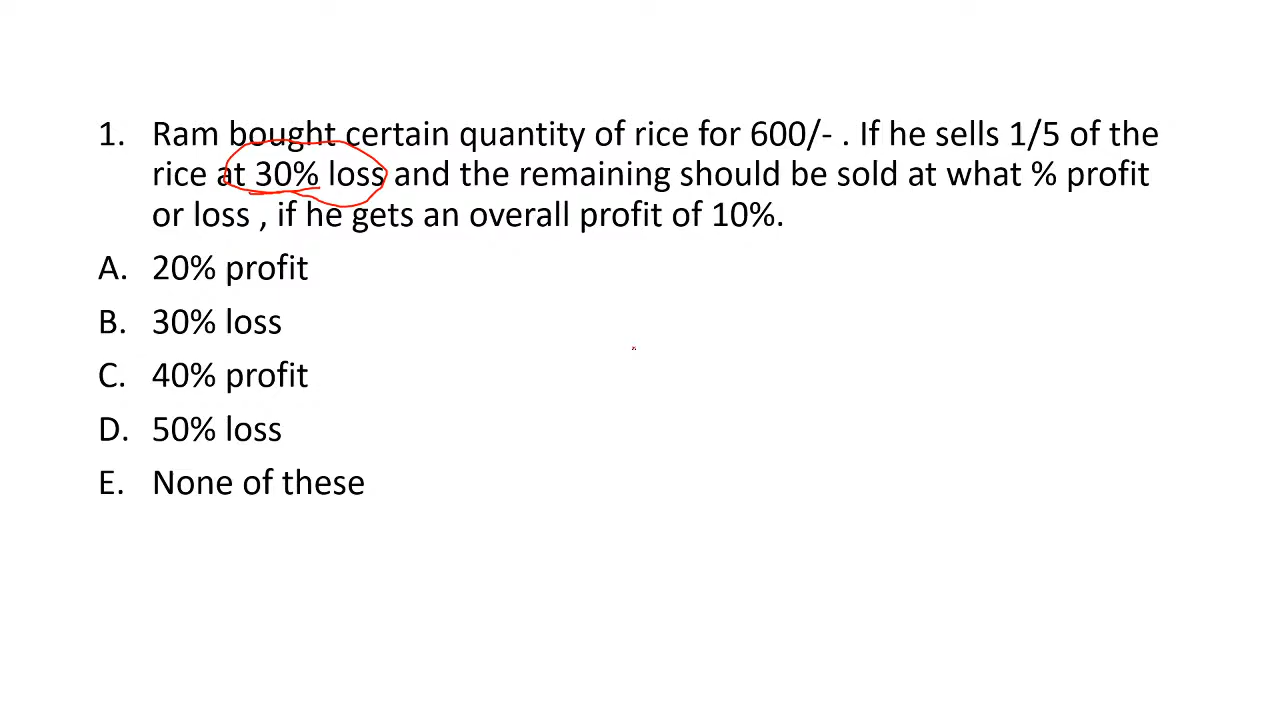 1. Ram bought certain quantity of rice for 600/- . If he sells 1/5 of the
rice at 30% loss and the remaining should be sold at what % profit
or loss , if he gets an overall profit of 10%.
A. 20% profit
B. 30% loss
C. 40% profit
D. 50% loss
E. None of these